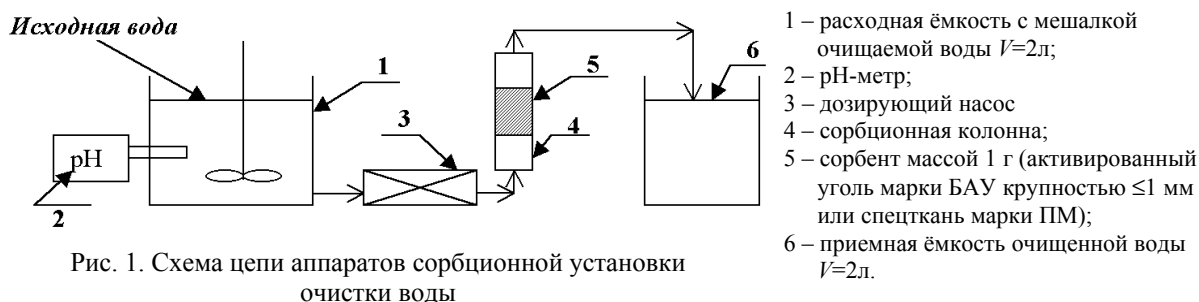 Исходная вода
1
2
3
4
5
6
pH
1 – расходная ёмкость с мешалкой
очищаемой воды V=2л;
2 – pH-метр;
3 – дозирующий насос
4 – сорбционная колонна;
5 – сорбент массой 1 г (активированный
уголь марки БАУ крупностью ≤1 мм
или спецткань марки ПМ);
6 – приемная ёмкость очищенной воды
V=2л.
Рис. 1. Схема цепи аппаратов сорбционной установки
очистки воды